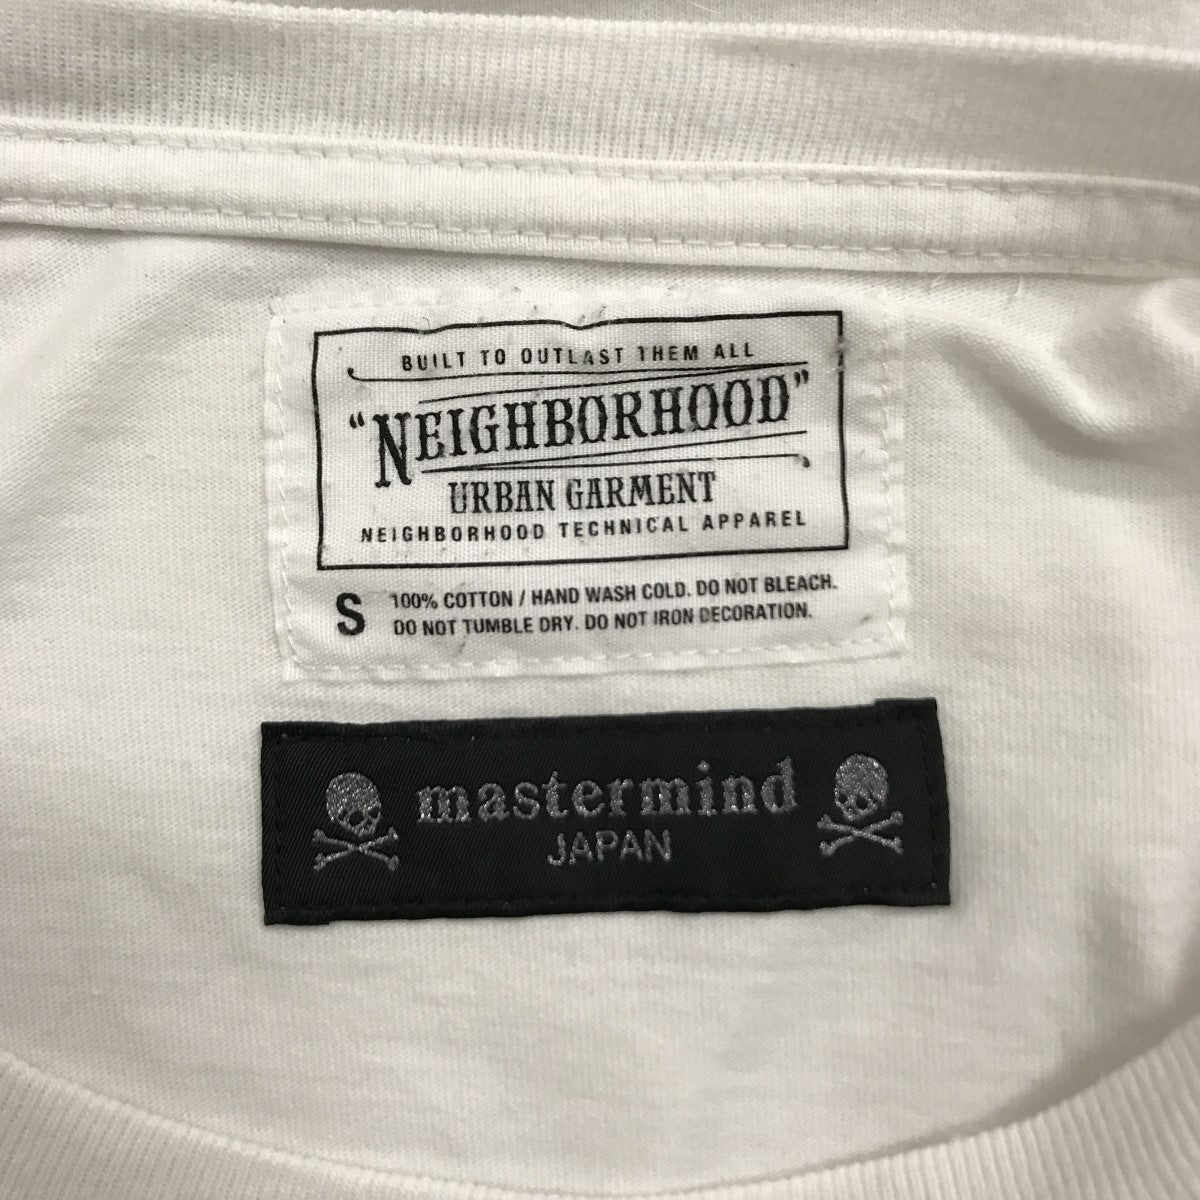 BUILT TO OUTLAST THEM ALL
"NEIGHBORHOOD"
URBAN GARMENT
NEIGHBORHOOD TECHNICAL APPAREL
S 100% COTTON / HAND WASH COLD. DO NOT BLEACH.
DO NOT TUMBLE DRY. DO NOT IRON DECORATION.
mastermind
JAPAN